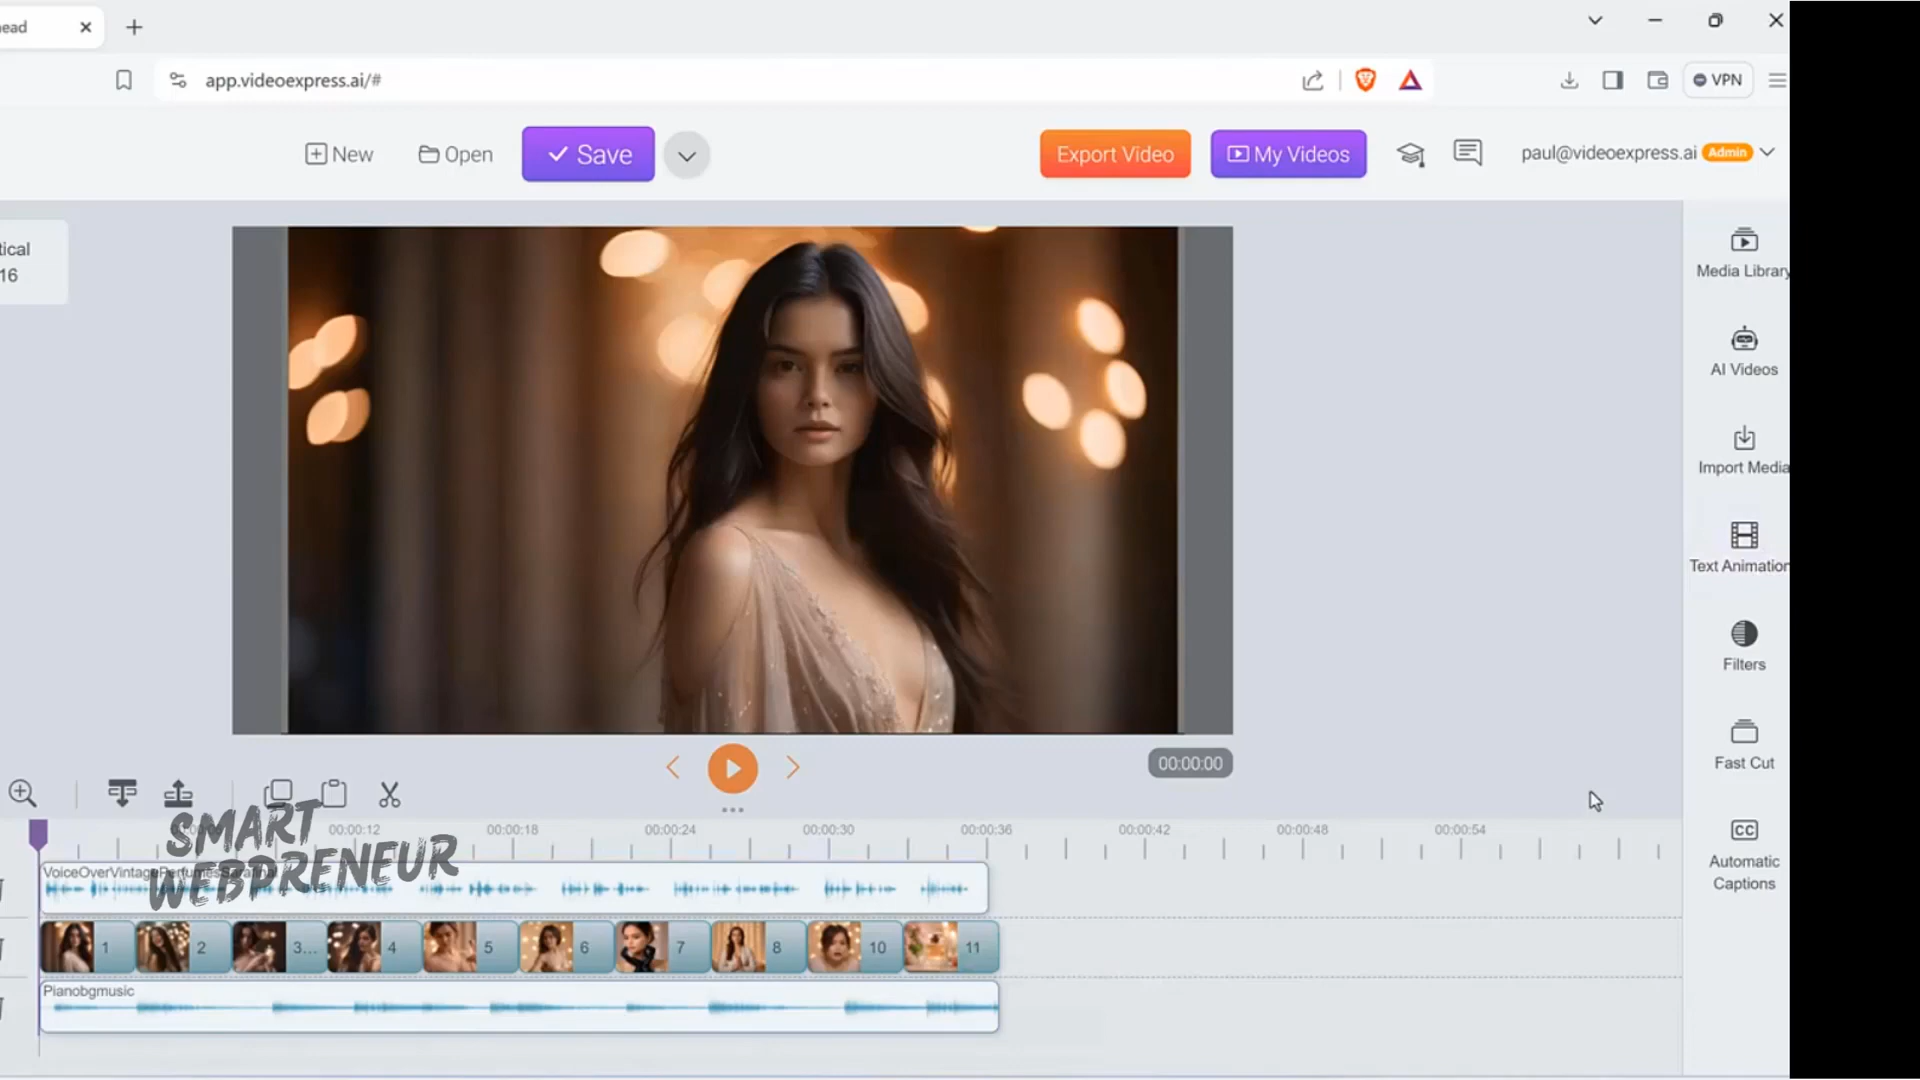 ead
app.videoexpress.ai/#
VPN
New
Open
Save
Export Video
My Videos
paul@videoexpress.ai
Admin
tical
16
Media Library
AI Videos
Import Media
Text Animation
Filters
Fast Cut
CC
Automatic
Captions
00:00:00
00:00:12
00:00:18
00:00:24
00:00:30
00:00:36
00:00:42
00:00:48
00:00:54
SMART
WEBPRENEUR
VoiceOverVintagePerfumesSarafinal
1
2
3...
4
5
6
7
8
10
11
Pianobgmusic